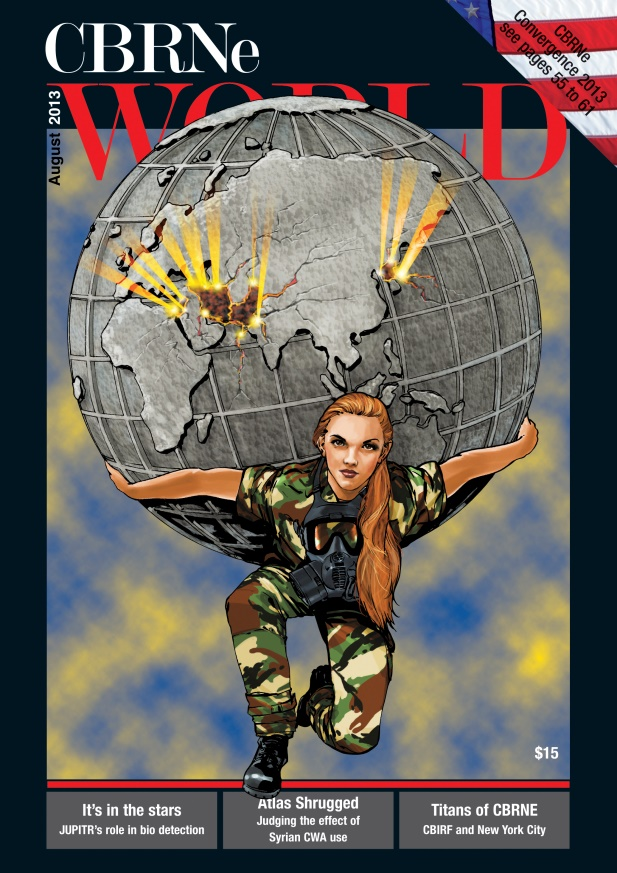 CBRNe
WORLD
August 2013
CBRNe
Convergence 2013
see pages 55 to 61
$15
It's in the stars
JUPITR's role in bio detection
Atlas Shrugged
Judging the effect of
Syrian CWA use
Titans of CBRNE
CBIRF and New York City